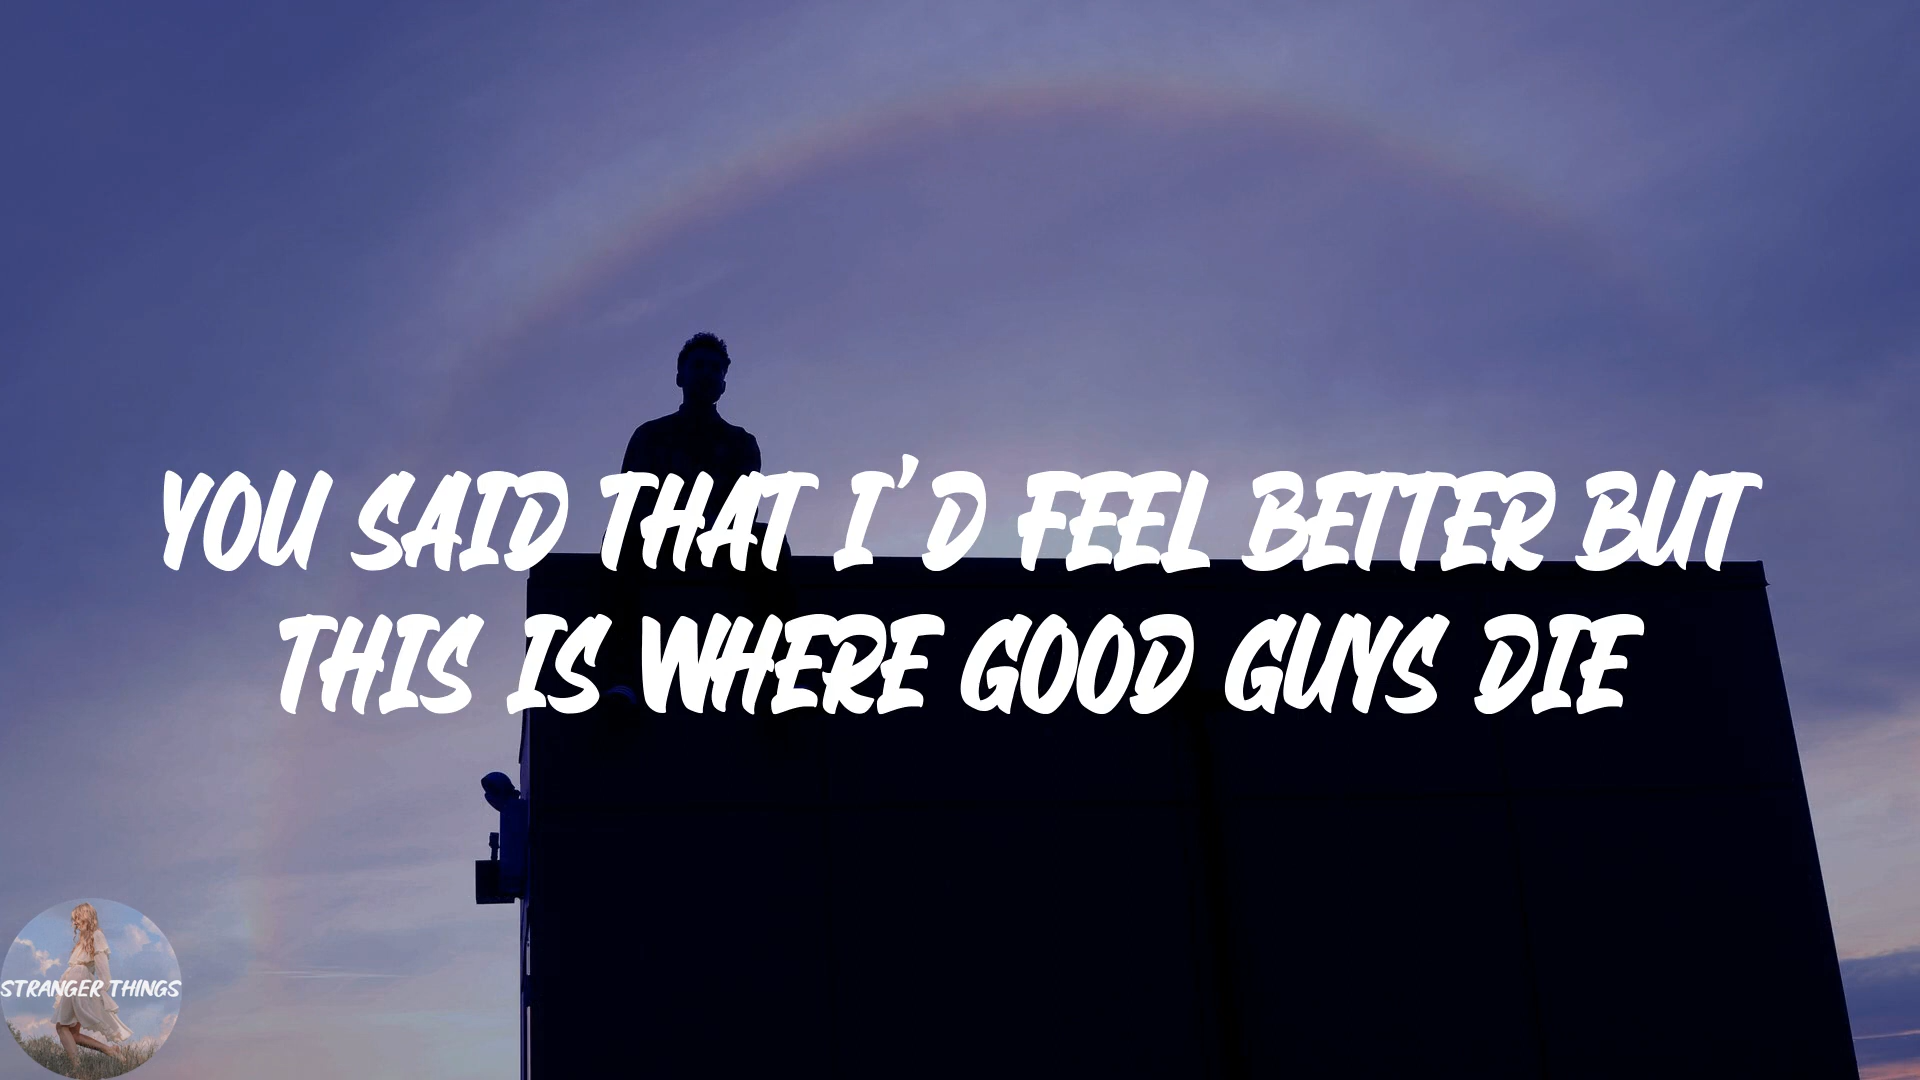 YOU SAID THAT I'D FEEL BETTER BUT
THIS IS WHERE GOOD GUYS DIE
STRANGER THINGS